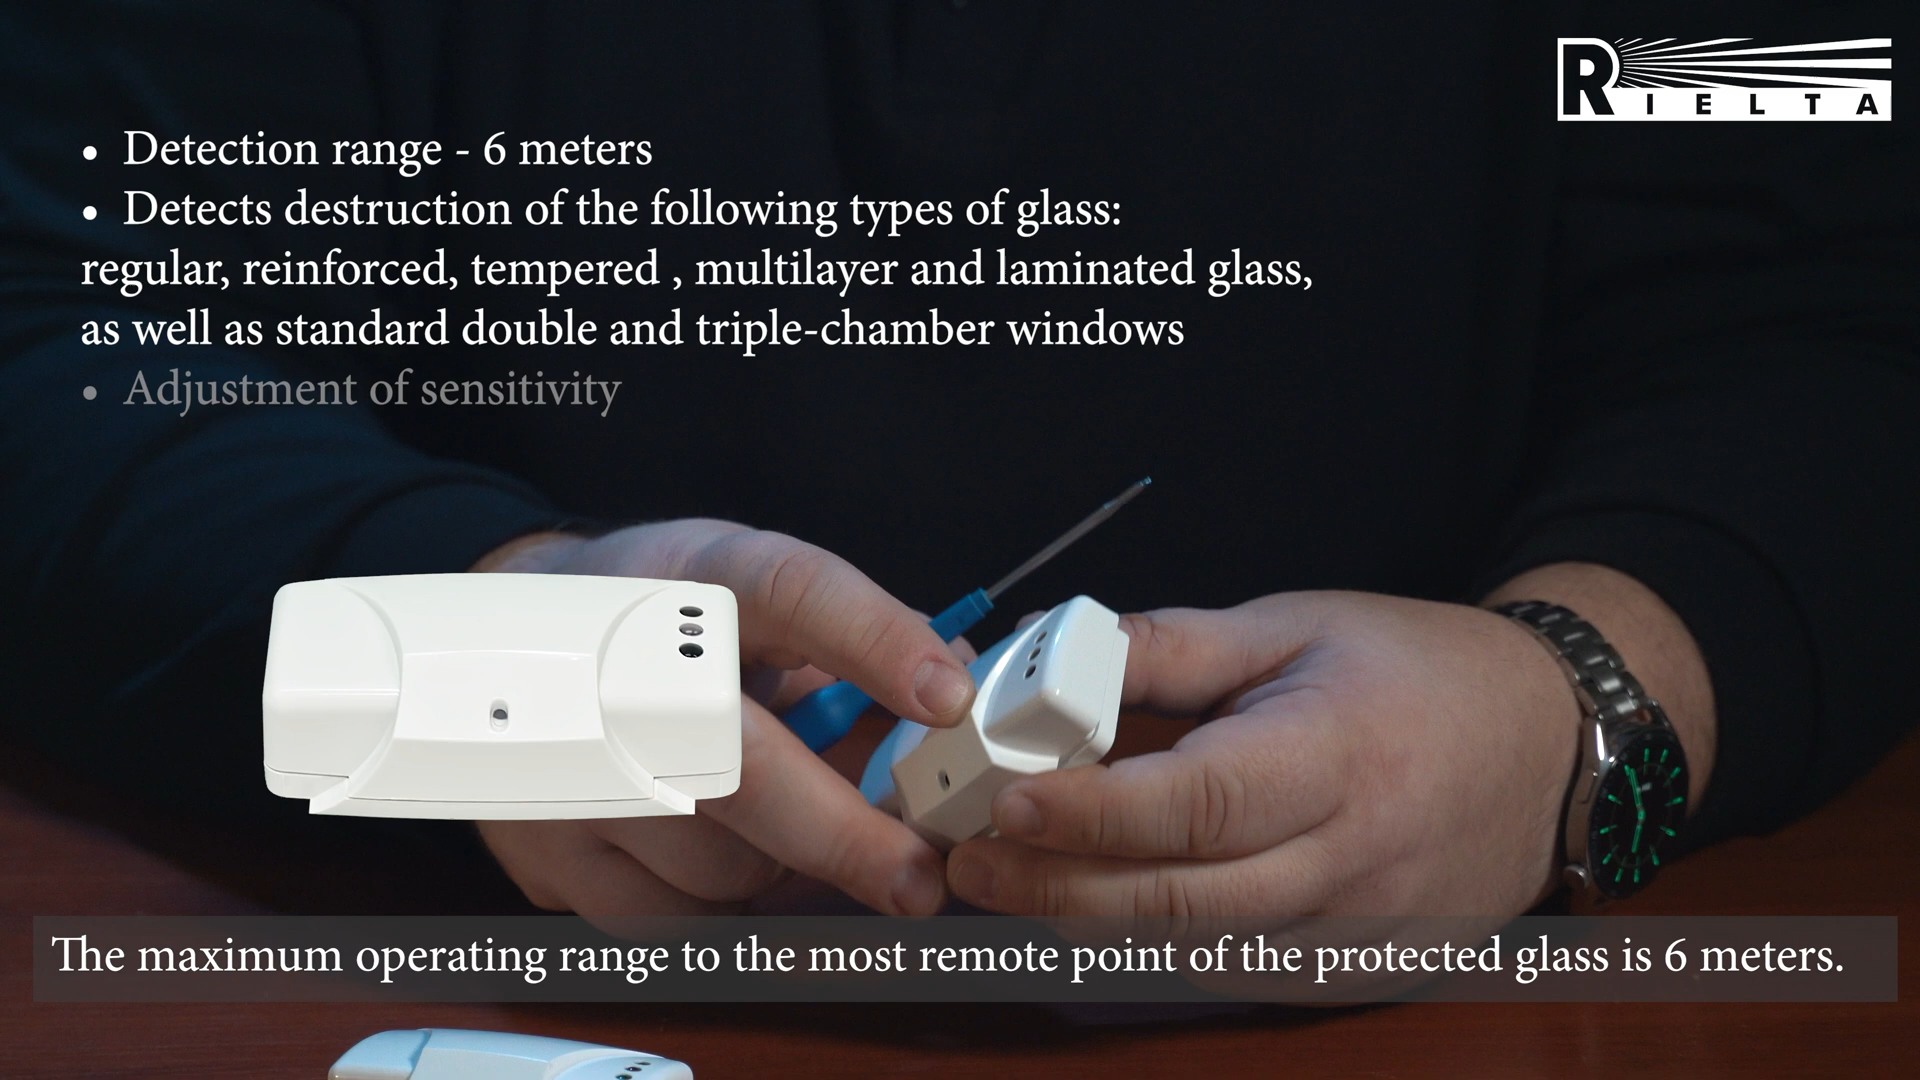 RIELTA
• Detection range - 6 meters
• Detects destruction of the following types of glass:
regular, reinforced, tempered , multilayer and laminated glass,
as well as standard double and triple-chamber windows
• Adjustment of sensitivity
The maximum operating range to the most remote point of the protected glass is 6 meters.